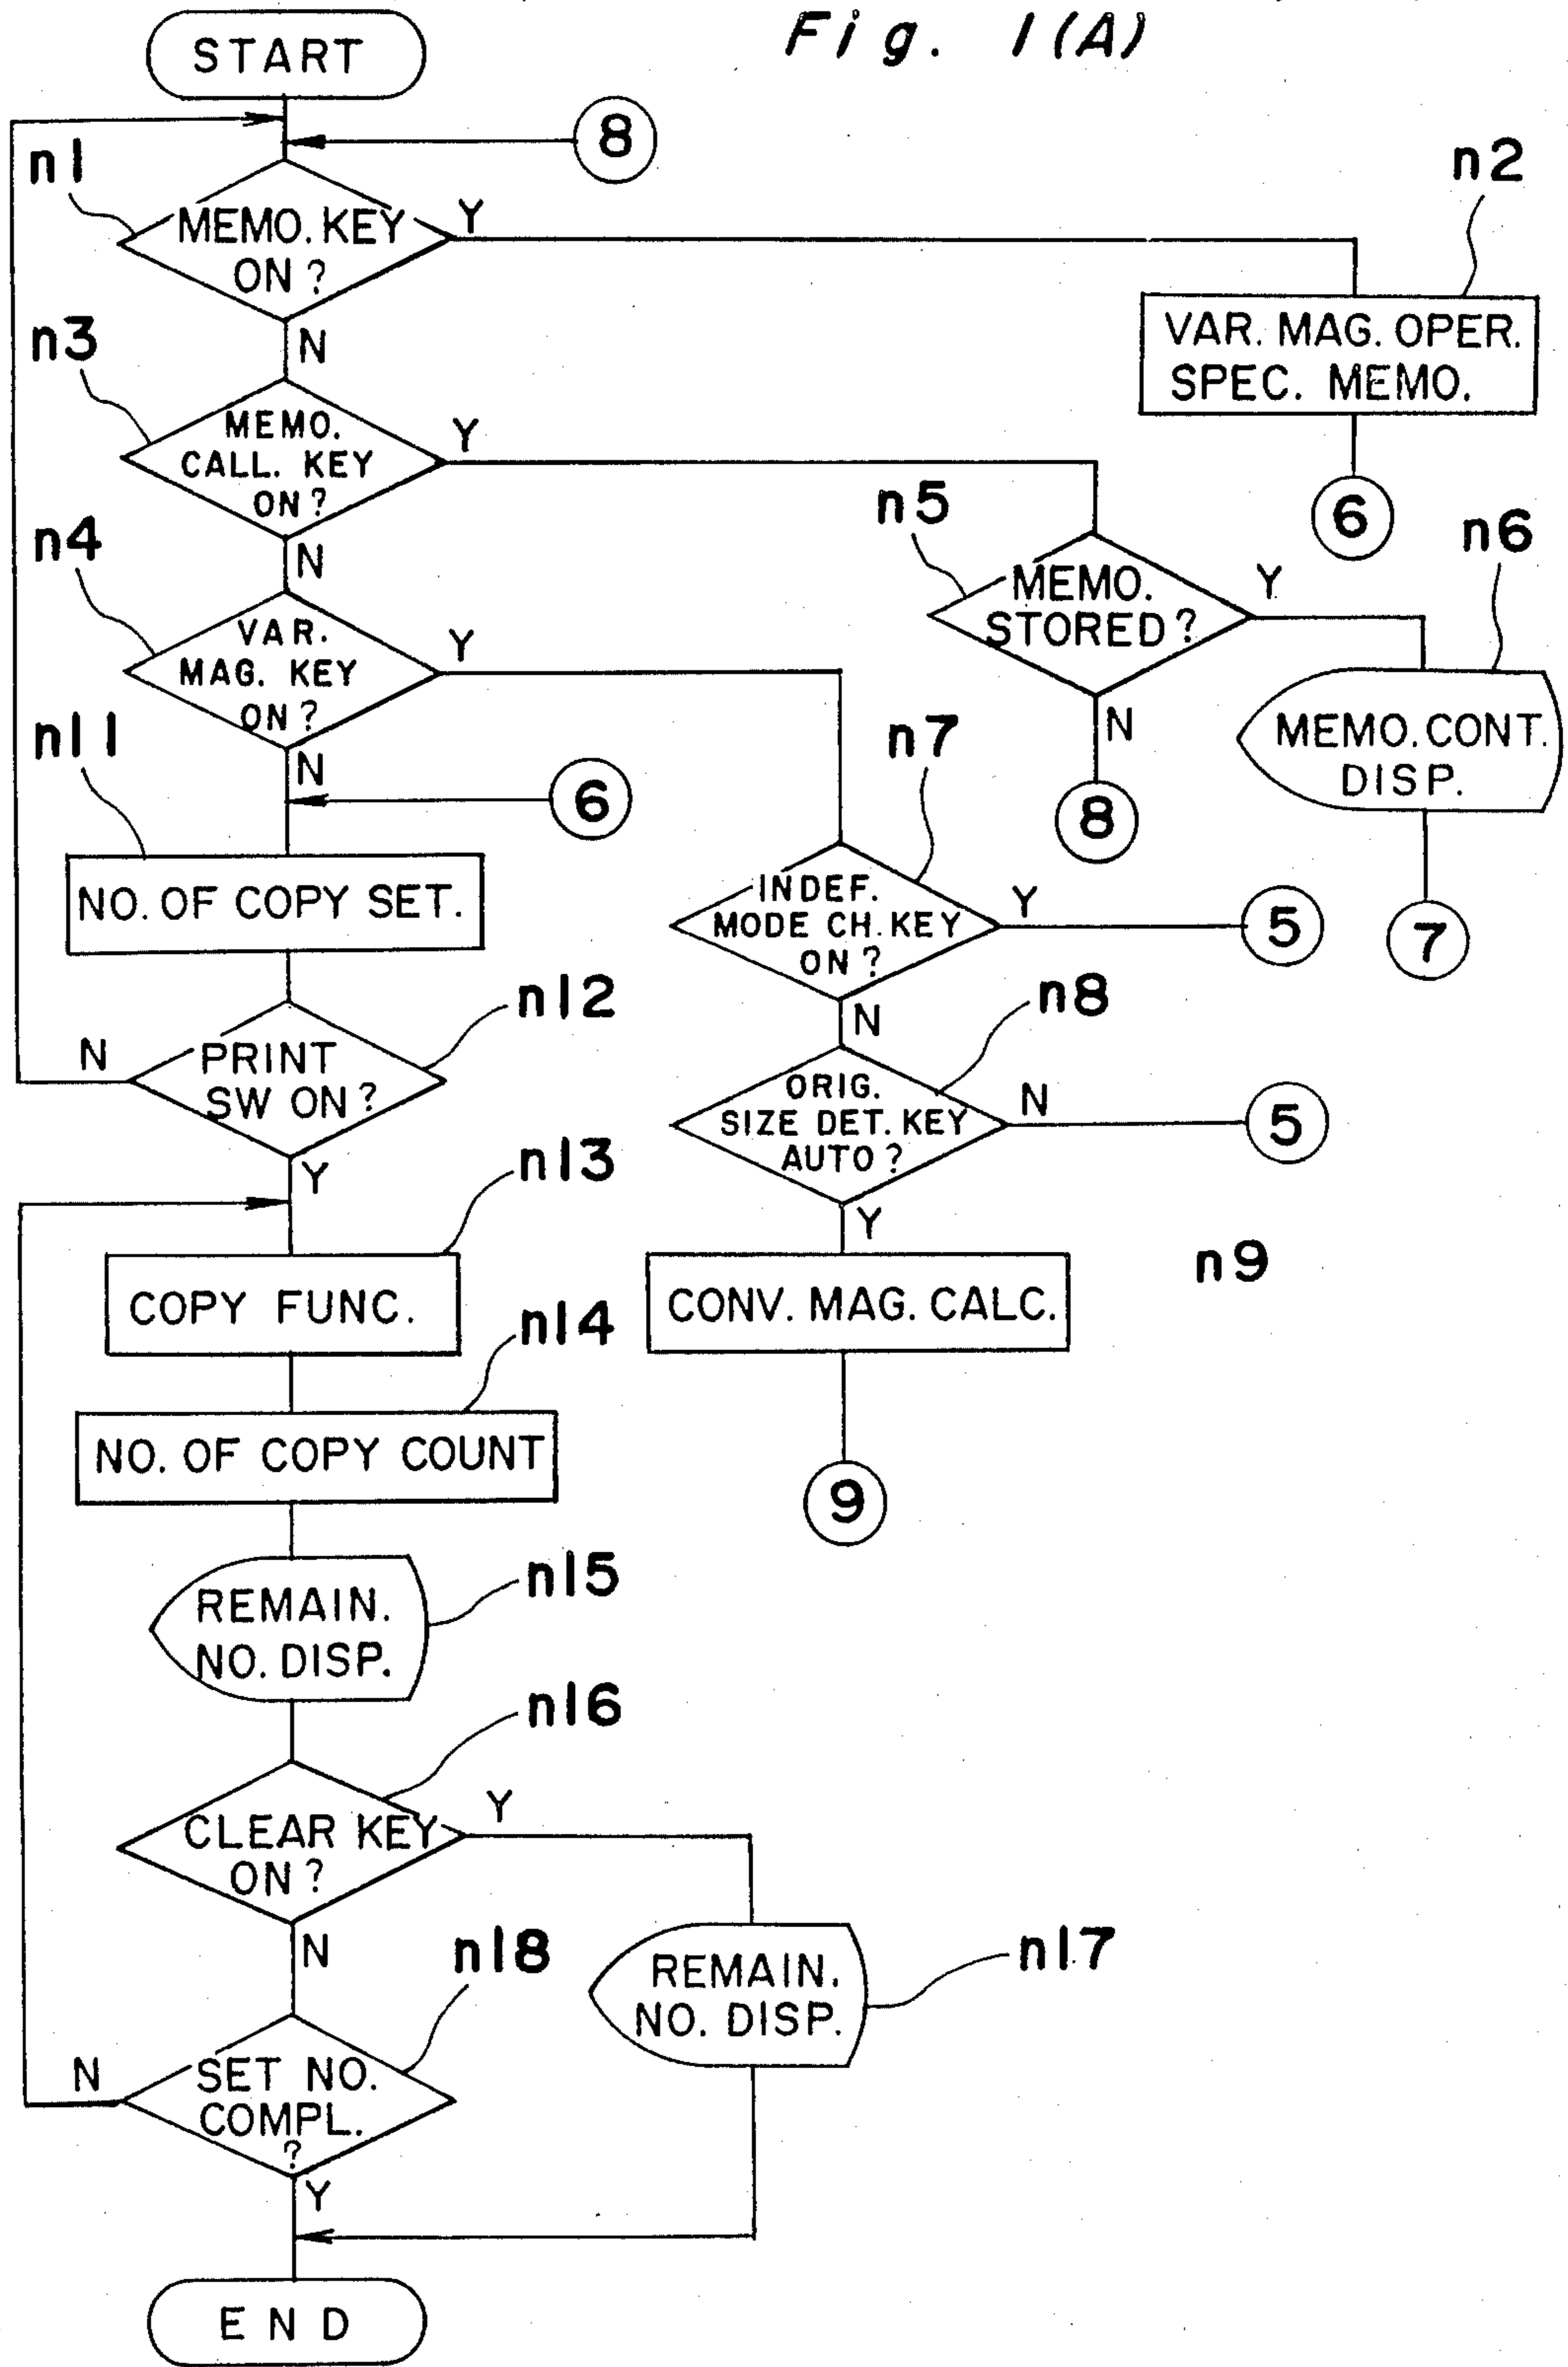 Fig. 1(A)
START
8
n1
MEMO. KEY
ON?
Y
N
n2
VAR. MAG. OPER.
SPEC. MEMO.
6
n3
MEMO.
CALL. KEY
ON?
Y
N
n5
MEMO.
STORED?
Y
N
8
n6
MEMO. CONT.
DISP.
7
n4
VAR.
MAG. KEY
ON?
Y
N
6
n7
INDEF.
MODE CH. KEY
ON?
Y
5
N
n8
ORIG.
SIZE DET. KEY
AUTO?
N
5
Y
n9
CONV. MAG. CALC.
9
n11
NO. OF COPY SET.
n12
PRINT
SW ON?
N
Y
n13
COPY FUNC.
n14
NO. OF COPY COUNT
n15
REMAIN.
NO. DISP.
n16
CLEAR KEY
ON?
Y
N
n17
REMAIN.
NO. DISP.
n18
SET NO.
COMPL.
?
N
Y
END